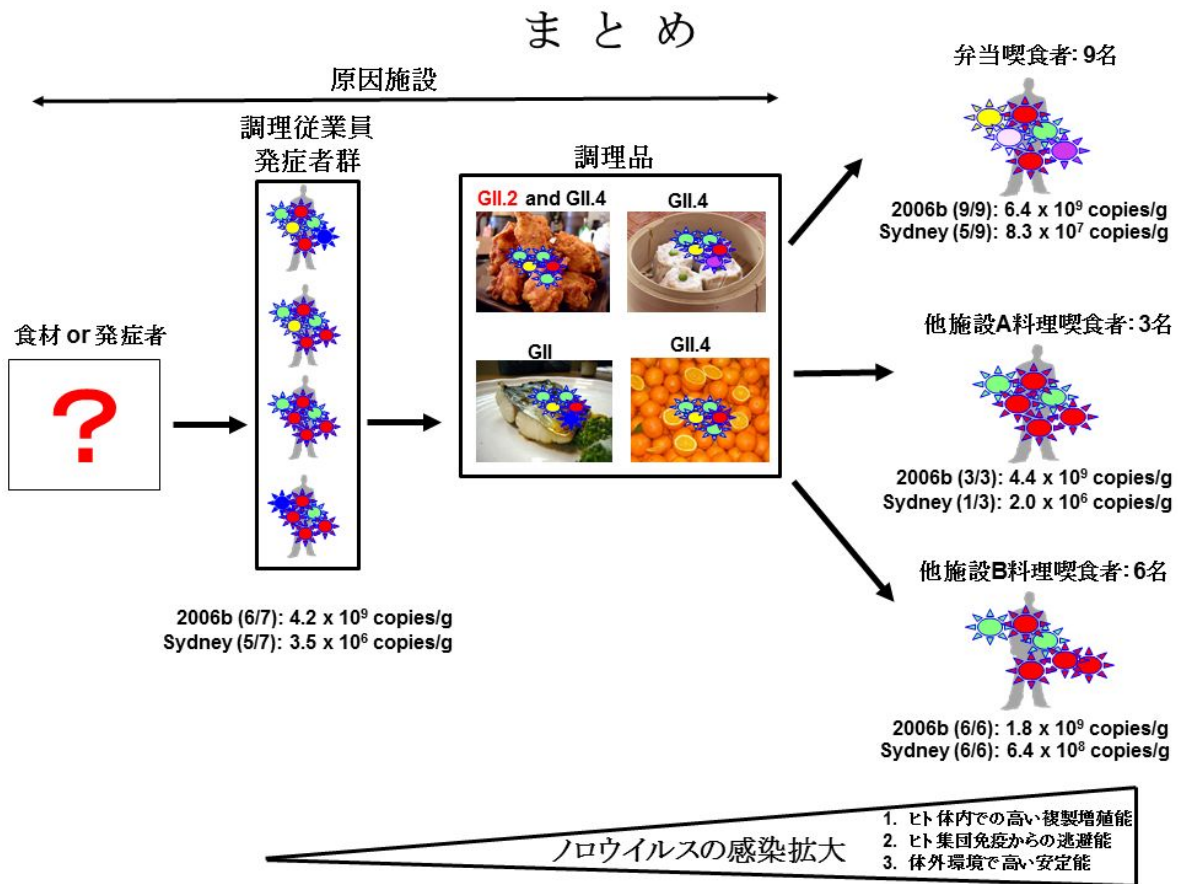 まとめ
原因施設
調理従業員
発症者群
調理品
GII.2 and GII.4
GII.4
GII
GII.4
食材 or 発症者
?
2006b (6/7): 4.2 x 10⁹ copies/g
Sydney (5/7): 3.5 x 10⁶ copies/g
弁当喫食者: 9名
2006b (9/9): 6.4 x 10⁹ copies/g
Sydney (5/9): 8.3 x 10⁷ copies/g
他施設A料理喫食者: 3名
2006b (3/3): 4.4 x 10⁹ copies/g
Sydney (1/3): 2.0 x 10⁶ copies/g
他施設B料理喫食者: 6名
2006b (6/6): 1.8 x 10⁹ copies/g
Sydney (6/6): 6.4 x 10⁸ copies/g
ノロウイルスの感染拡大
1. ヒト体内での高い複製増殖能
2. ヒト集団免疫からの逃避能
3. 体外環境で高い安定能